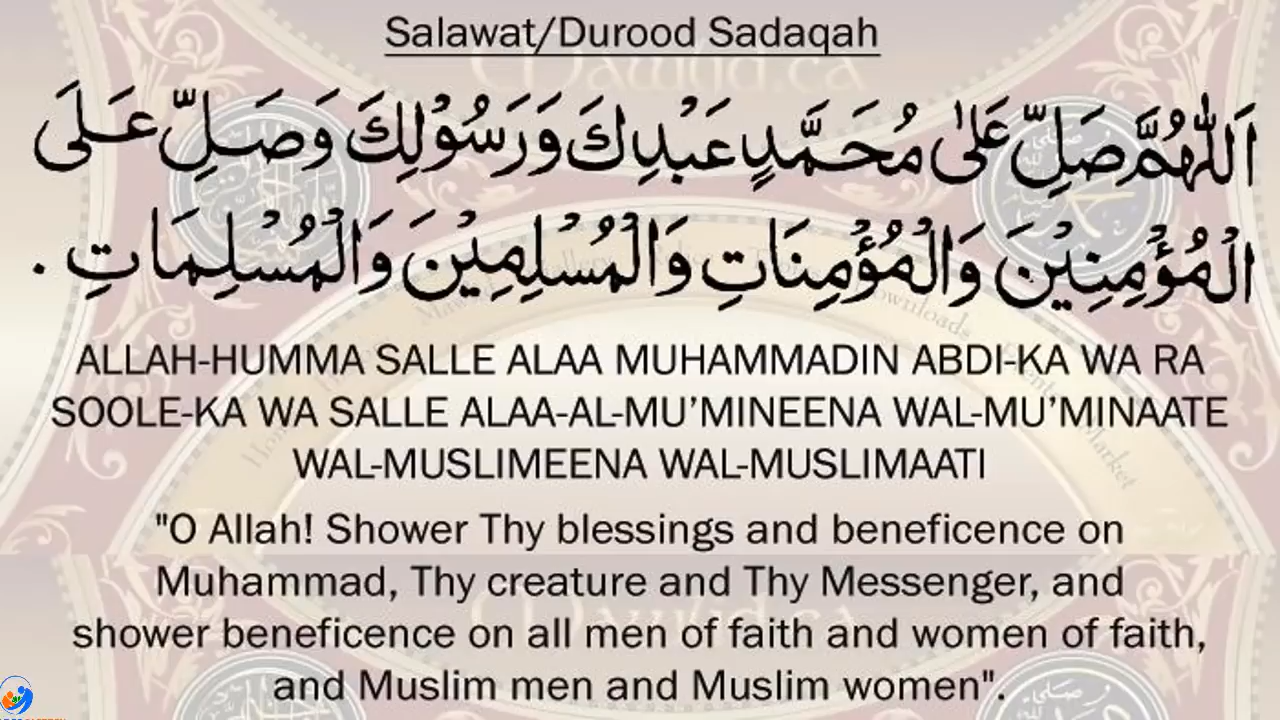 Salawat/Durood Sadaqah
اَللّٰهُمَّ صَلِّ عَلٰى مُحَمَّدٍ عَبْدِكَ وَرَسُوْلِكَ وَصَلِّ عَلَى
الْمُؤْمِنِيْنَ وَالْمُؤْمِنَاتِ وَالْمُسْلِمِيْنَ وَالْمُسْلِمَاتِ .
ALLAH-HUMMA SALLE ALAA MUHAMMADIN ABDI-KA WA RA
SOOLE-KA WA SALLE ALAA-AL-MU’MINEENA WAL-MU’MINAATE
WAL-MUSLIMEENA WAL-MUSLIMAATI
"O Allah! Shower Thy blessings and beneficence on
Muhammad, Thy creature and Thy Messenger, and
shower beneficence on all men of faith and women of faith,
and Muslim men and Muslim women".